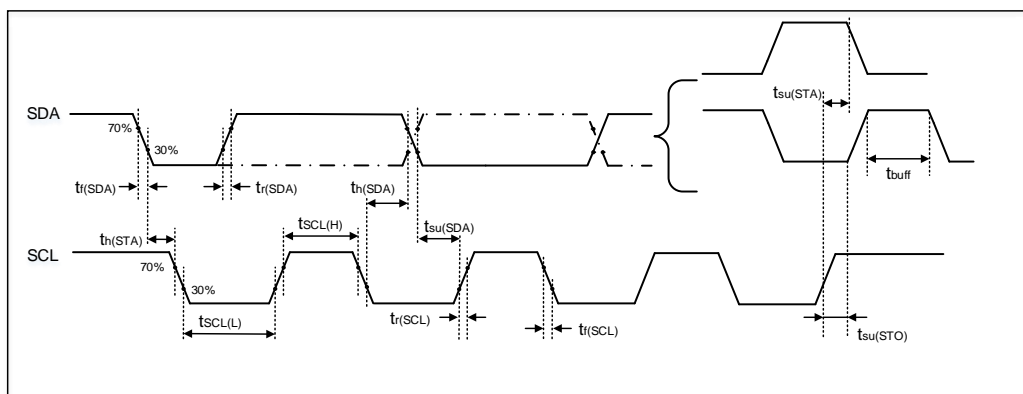 tsu(STA)
SDA
70%
30%
tf(SDA)
tr(SDA)
th(SDA)
tbuff
tSCL(H)
tsu(SDA)
th(STA)
SCL
70%
30%
tSCL(L)
tr(SCL)
tf(SCL)
tsu(STO)